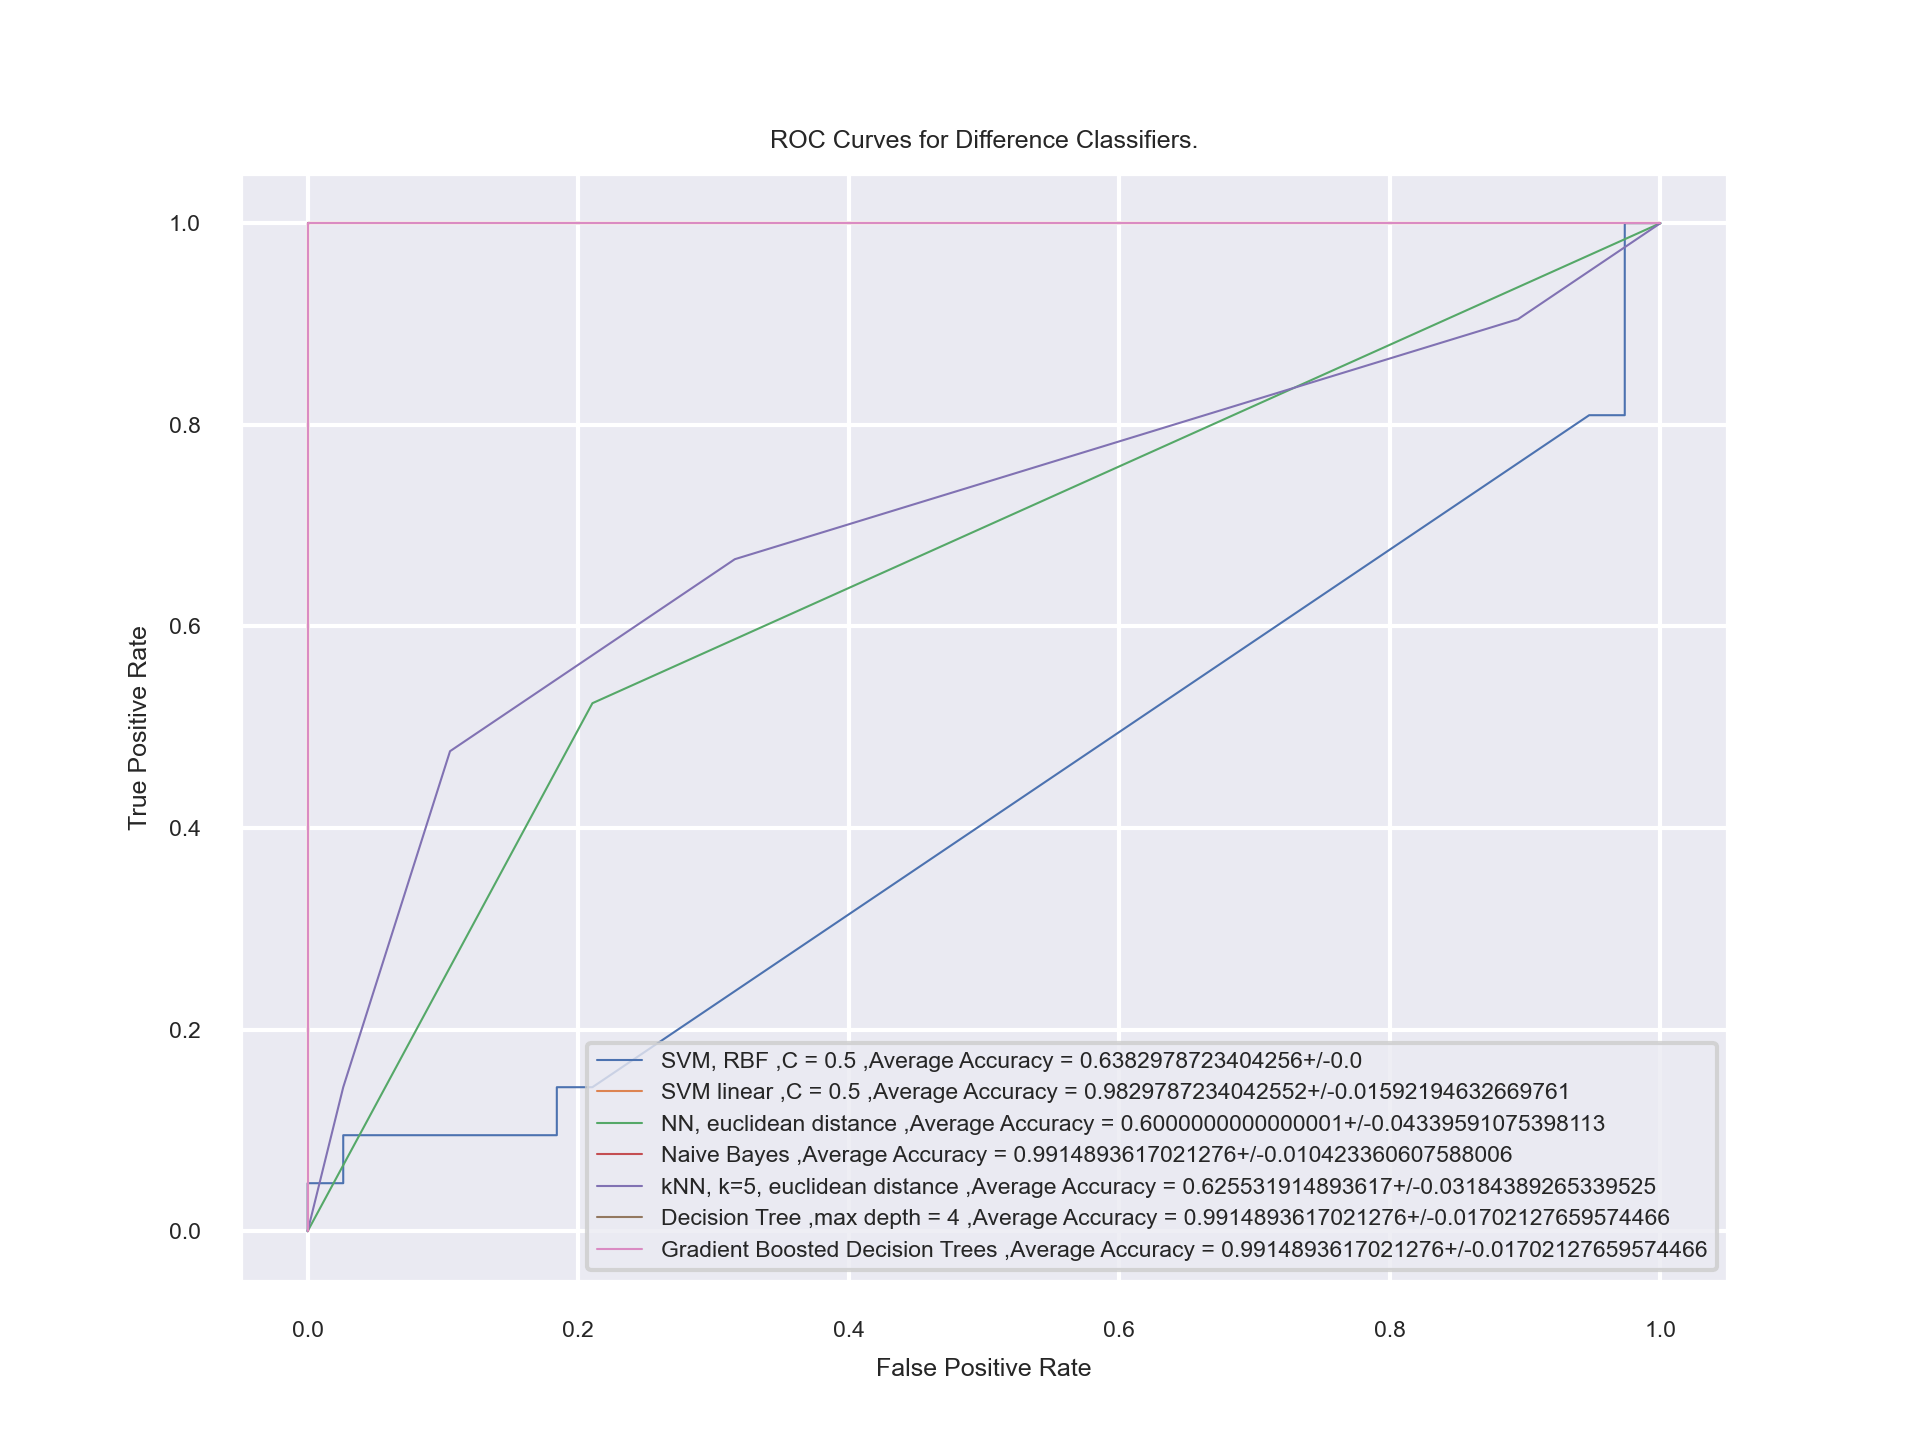 ROC Curves for Difference Classifiers.
1.0
0.8
0.6
0.4
0.2
0.0
True Positive Rate
SVM, RBF ,C = 0.5 ,Average Accuracy = 0.6382978723404256+/-0.0
SVM linear ,C = 0.5 ,Average Accuracy = 0.9829787234042552+/-0.01592194632669761
NN, euclidean distance ,Average Accuracy = 0.6000000000000001+/-0.04339591075398113
Naive Bayes ,Average Accuracy = 0.9914893617021276+/-0.010423360607588006
kNN, k=5, euclidean distance ,Average Accuracy = 0.625531914893617+/-0.03184389265339525
Decision Tree ,max depth = 4 ,Average Accuracy = 0.9914893617021276+/-0.01702127659574466
Gradient Boosted Decision Trees ,Average Accuracy = 0.9914893617021276+/-0.01702127659574466
0.0 0.2 0.4 0.6 0.8 1.0
False Positive Rate